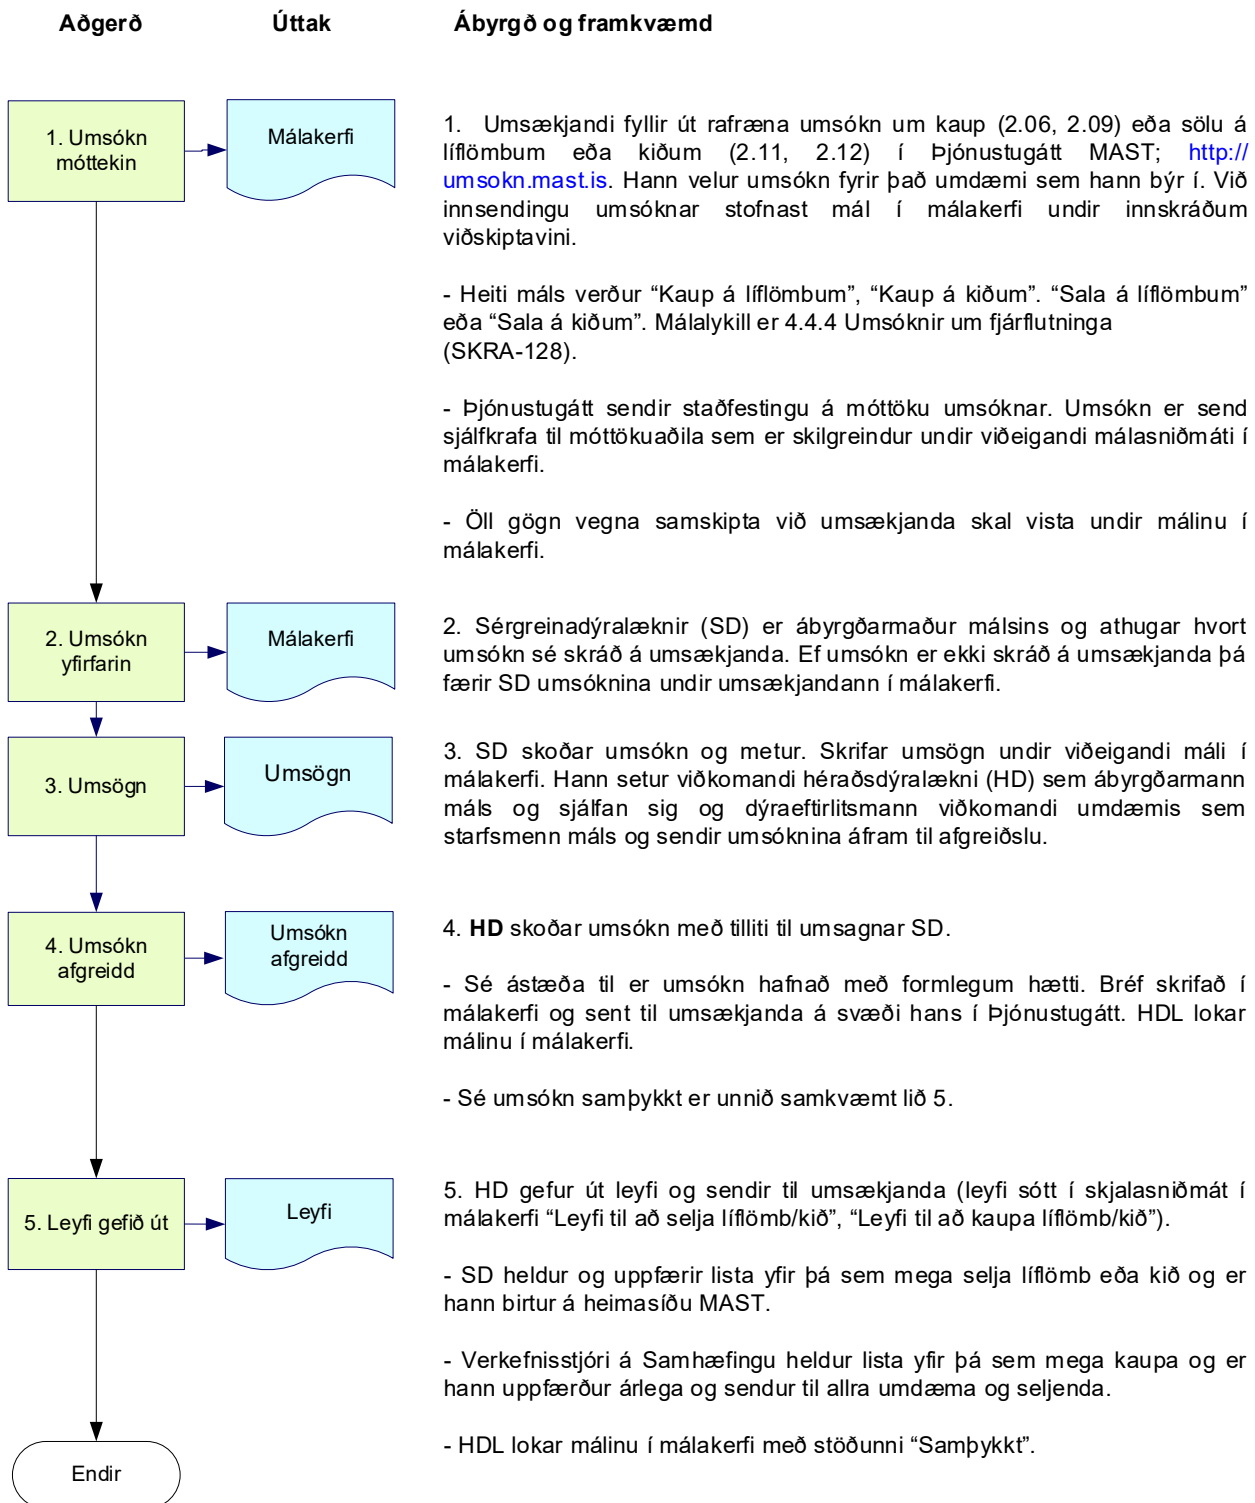 Aðgerð Úttak Ábyrgð og framkvæmd
1. Umsókn
móttekin
Málakerfi
1. Umsækjandi fyllir út rafræna umsókn um kaup (2.06, 2.09) eða sölu á
líflömbum eða kiðum (2.11, 2.12) í Þjónustugátt MAST; http://
umsokn.mast.is. Hann velur umsókn fyrir það umdæmi sem hann býr í. Við
innsendingu umsóknar stofnast mál í málakerfi undir innskráðum
viðskiptavini.
- Heiti máls verður “Kaup á líflömbum”, “Kaup á kiðum”. “Sala á líflömbum”
eða “Sala á kiðum”. Málalykill er 4.4.4 Umsóknir um fjárflutninga
(SKRA-128).
- Þjónustugátt sendir staðfestingu á móttöku umsóknar. Umsókn er send
sjálfkrafa til móttökuaðila sem er skilgreindur undir viðeigandi málasniðmáti í
málakerfi.
- Öll gögn vegna samskipta við umsækjanda skal vista undir málinu í
málakerfi.
2. Umsókn
yfirfarin
Málakerfi
2. Sérgreinadýralæknir (SD) er ábyrgðarmaður málsins og athugar hvort
umsókn sé skráð á umsækjanda. Ef umsókn er ekki skráð á umsækjanda þá
færir SD umsóknina undir umsækjandann í málakerfi.
3. Umsögn
Umsögn
3. SD skoðar umsókn og metur. Skrifar umsögn undir viðeigandi máli í
málakerfi. Hann setur viðkomandi héraðsdýralækni (HD) sem ábyrgðarmann
máls og sjálfan sig og dýraeftirlitsmann viðkomandi umdæmis sem
starfsmenn máls og sendir umsóknina áfram til afgreiðslu.
4. Umsókn
afgreidd
Umsókn
afgreidd
4. HD skoðar umsókn með tilliti til umsagnar SD.
- Sé ástæða til er umsókn hafnað með formlegum hætti. Bréf skrifað í
málakerfi og sent til umsækjanda á svæði hans í Þjónustugátt. HDL lokar
málinu í málakerfi.
- Sé umsókn samþykkt er unnið samkvæmt lið 5.
5. Leyfi gefið út
Leyfi
5. HD gefur út leyfi og sendir til umsækjanda (leyfi sótt í skjalasniðmát í
málakerfi “Leyfi til að selja líflömb/kið”, “Leyfi til að kaupa líflömb/kið”).
- SD heldur og uppfærir lista yfir þá sem mega selja líflömb eða kið og er
hann birtur á heimasíðu MAST.
- Verkefnisstjóri á Samhæfingu heldur lista yfir þá sem mega kaupa og er
hann uppfærður árlega og sendur til allra umdæma og seljenda.
- HDL lokar málinu í málakerfi með stöðunni “Samþykkt”.
Endir